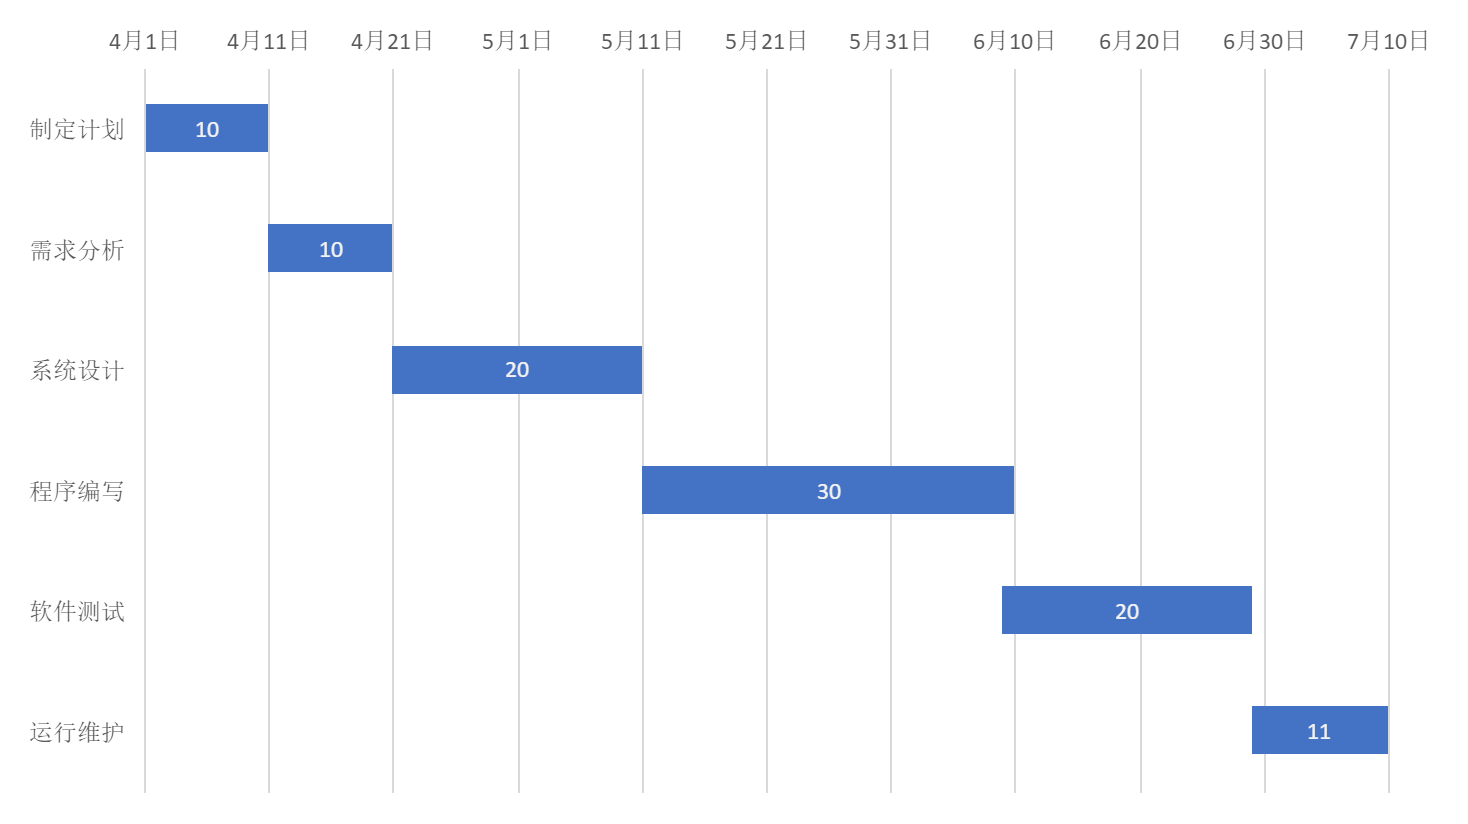 4月1日 4月11日 4月21日 5月1日 5月11日 5月21日 5月31日 6月10日 6月20日 6月30日 7月10日
制定计划 10
需求分析 10
系统设计 20
程序编写 30
软件测试 20
运行维护 11